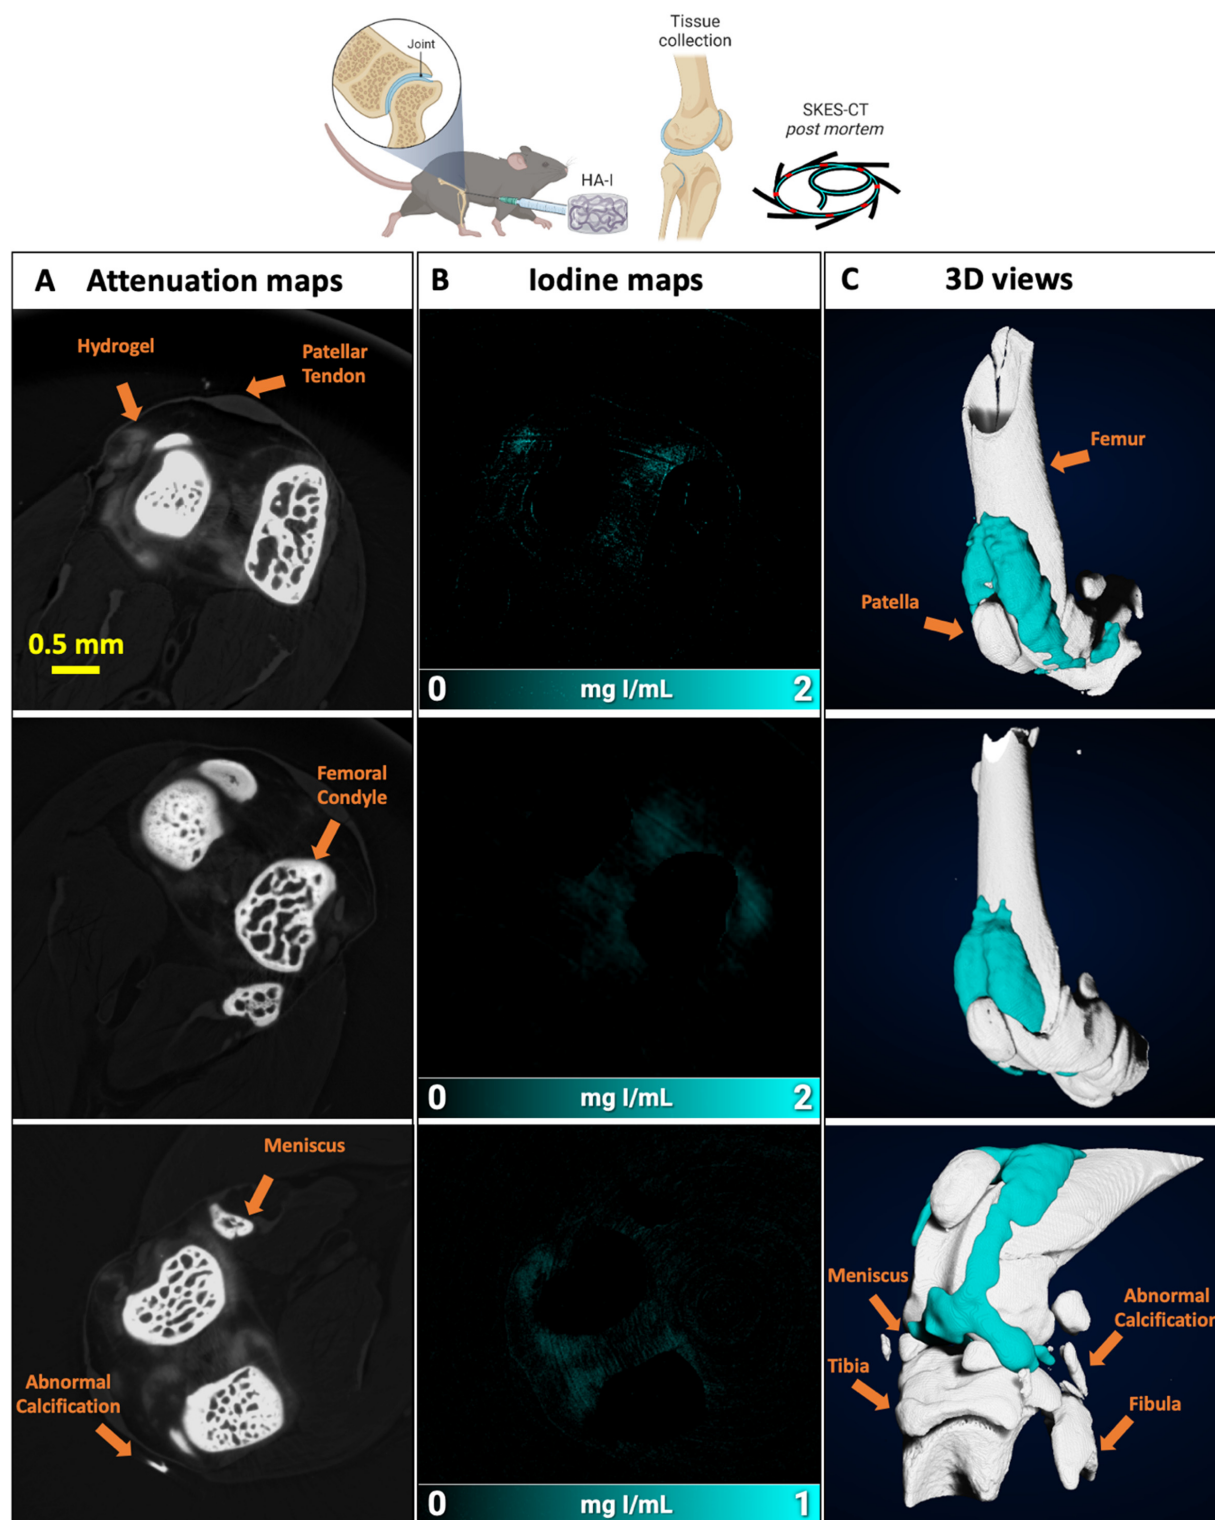 Joint
Tissue
collection
SKES-CT
post mortem
HA-I
A Attenuation maps
B Iodine maps
C 3D views
Hydrogel
Patellar
Tendon
0.5 mm
0 mg I/mL 2
Femur
Patella
Femoral
Condyle
0 mg I/mL 2
Meniscus
Abnormal
Calcification
0 mg I/mL 1
Meniscus
Abnormal
Calcification
Tibia
Fibula